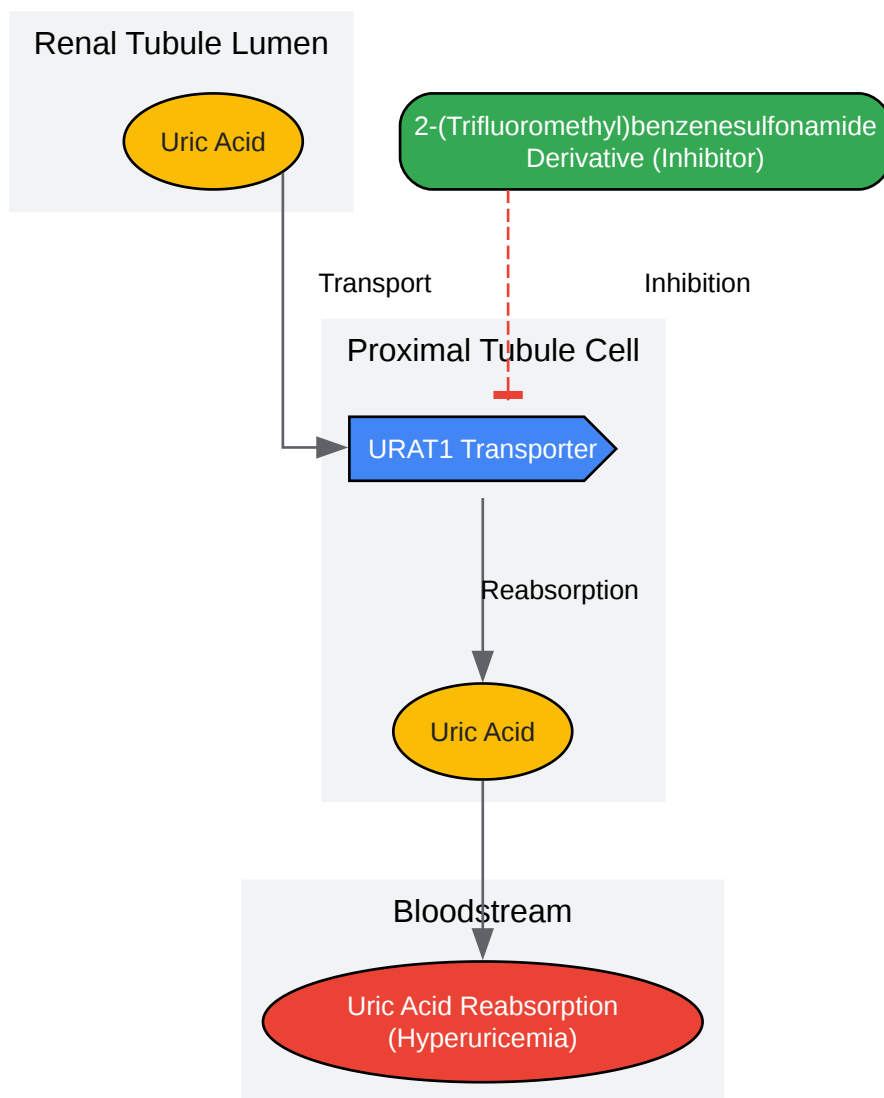 Renal Tubule Lumen
Uric Acid
2-(Trifluoromethyl)benzenesulfonamide
Derivative (Inhibitor)
Transport
Inhibition
Proximal Tubule Cell
URAT1 Transporter
Reabsorption
Uric Acid
Bloodstream
Uric Acid Reabsorption
(Hyperuricemia)